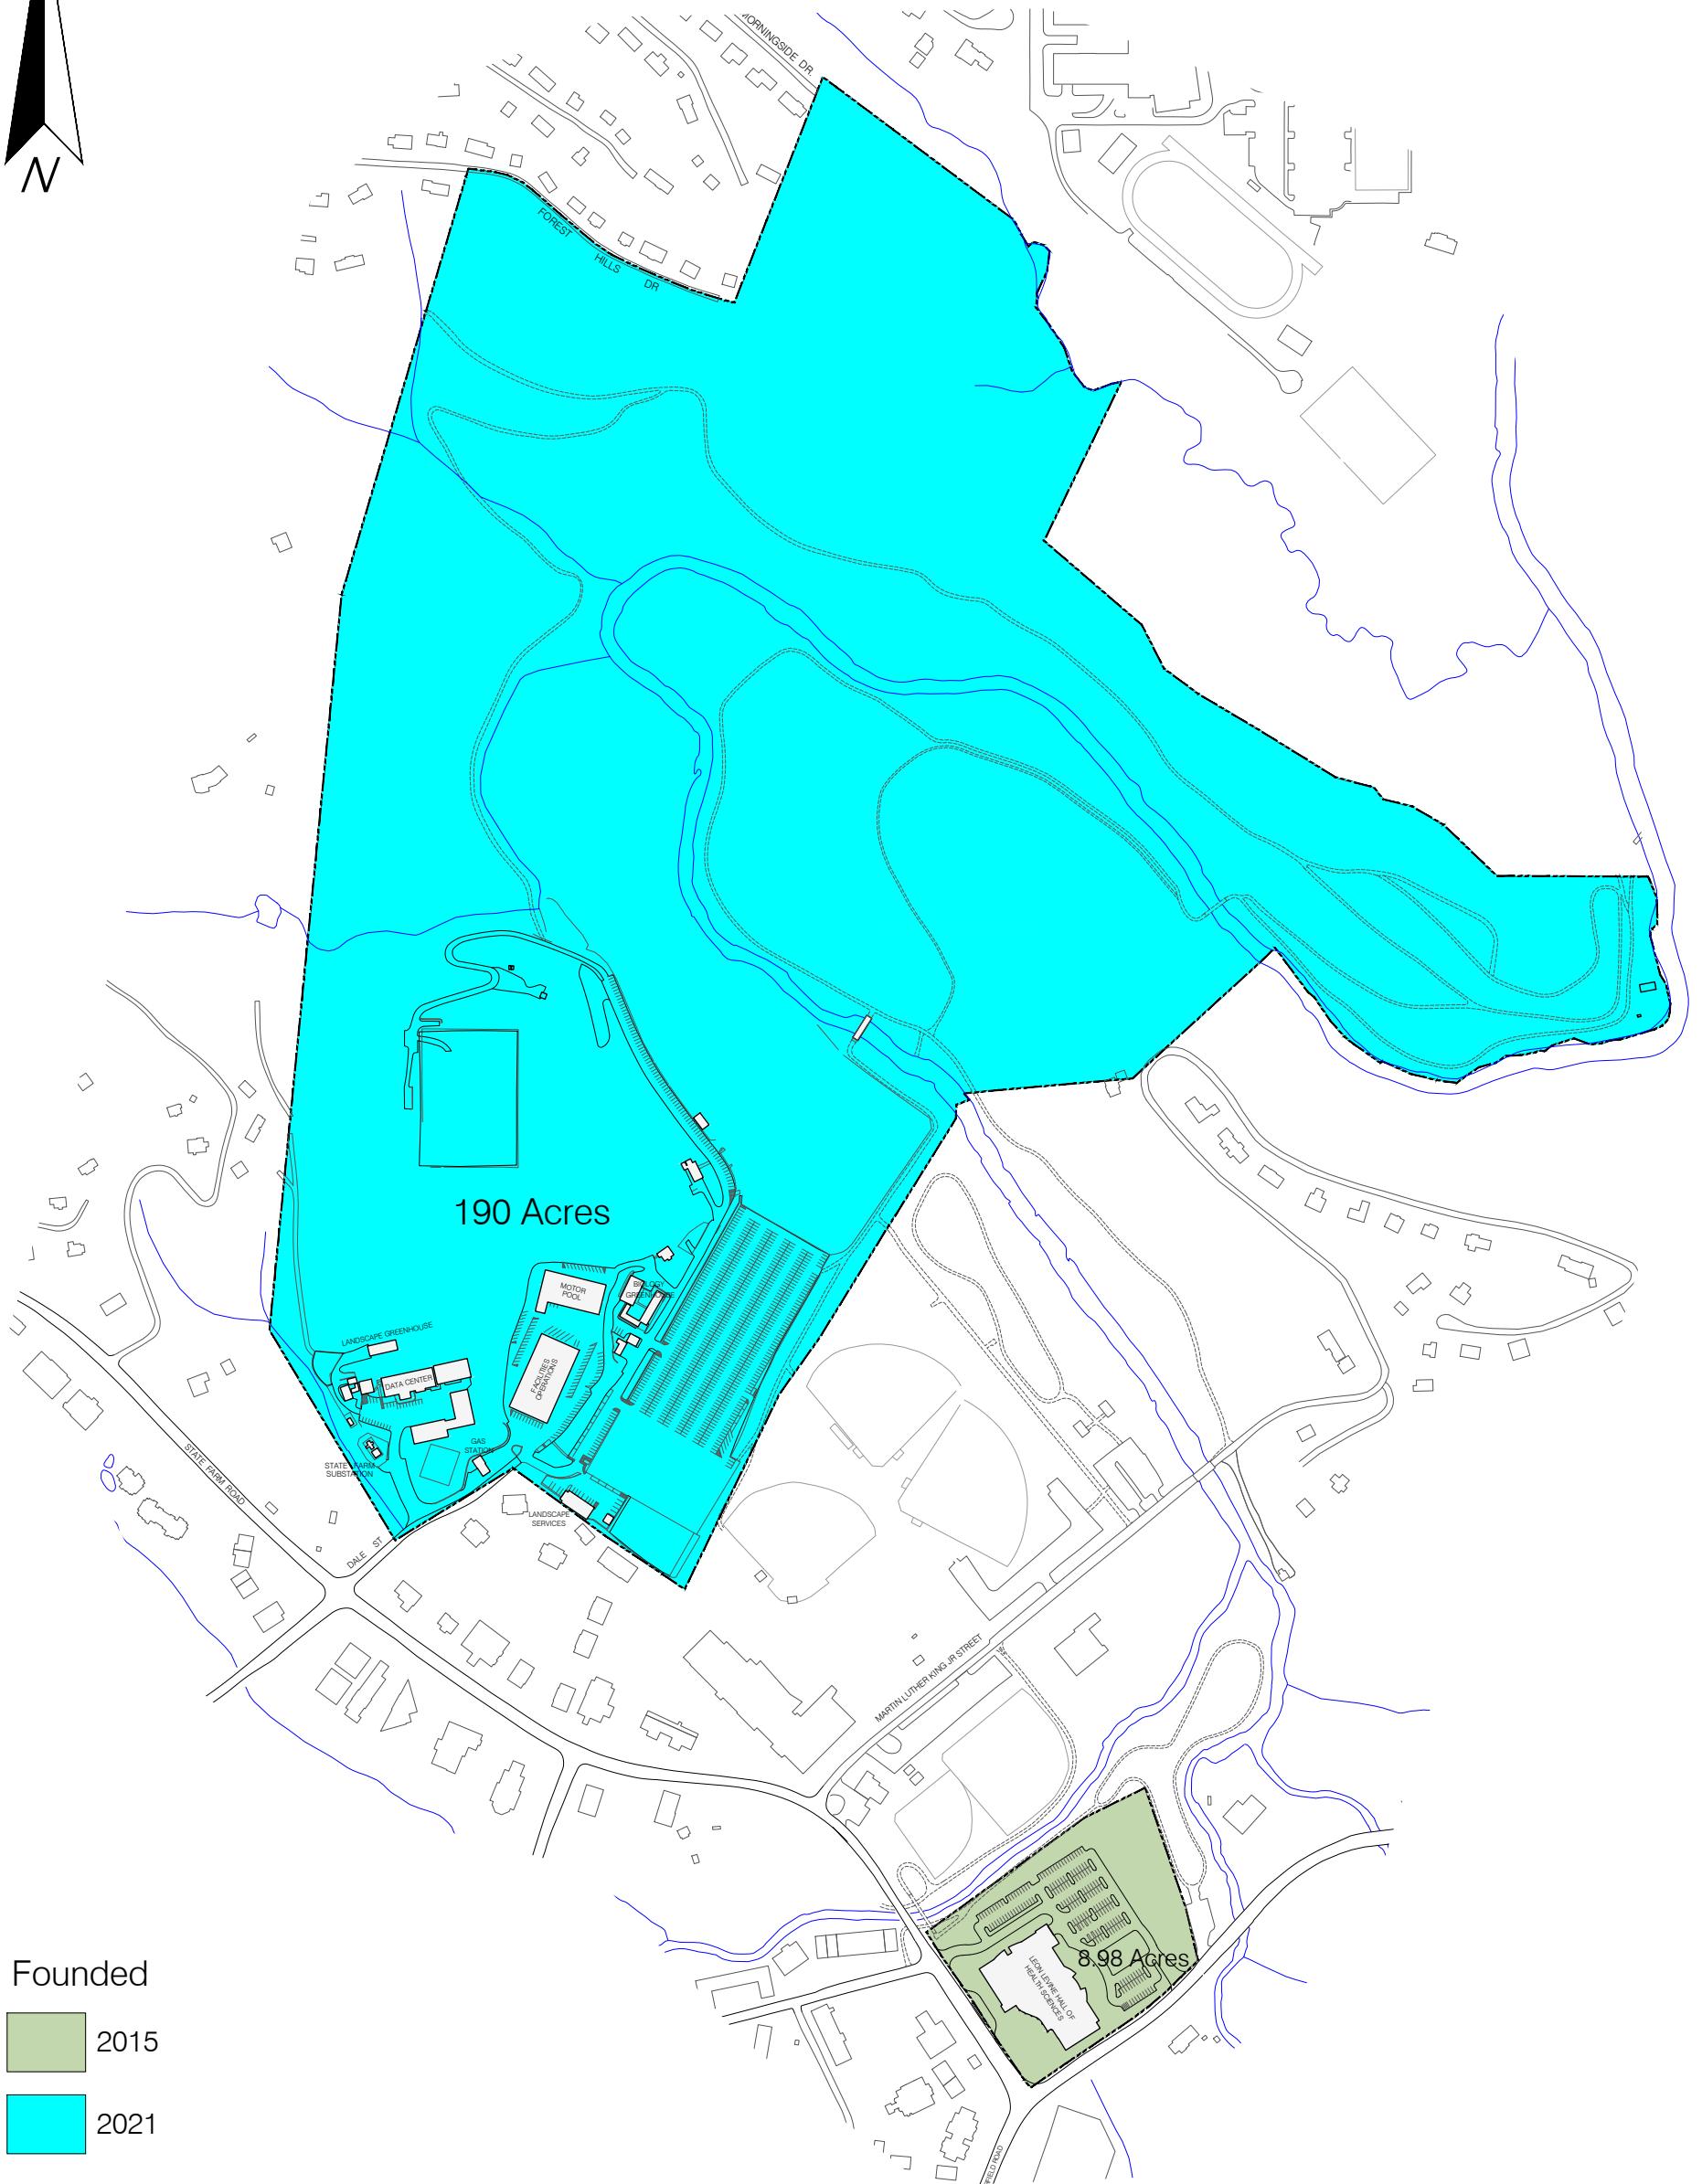 MORNINGSIDE DR.
N
FOREST
HILLS
DR
190 Acres
MOTOR
POOL
BIOLOGY
GREENHOUSE
LANDSCAPE GREENHOUSE
DATA CENTER
FACILITIES
OPERATIONS
GAS
STATION
STATE FARM
SUBSTATION
STATE FARM ROAD
LANDSCAPE
SERVICES
DALE ST
MARTIN LUTHER KING JR STREET
8.98 Acres
LEON LEVINE HALL OF
HEALTH SCIENCES
Founded
2015
2021